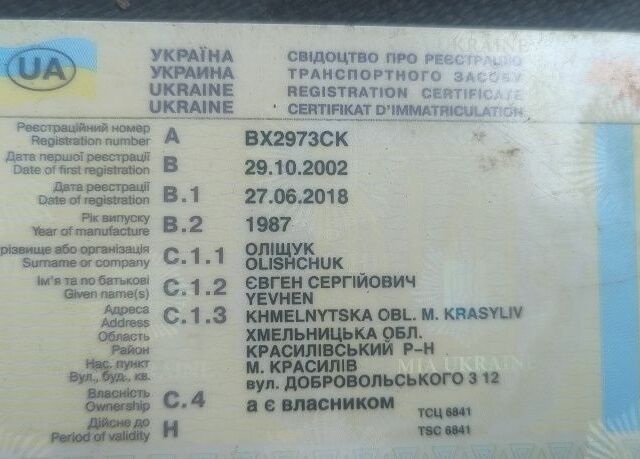 UA
УКРАЇНА СВІДОЦТВО ПРО РЕЄСТРАЦІЮ
УКРАИНА ТРАНСПОРТНОГО ЗАСОБУ
UKRAINE REGISTRATION CERTIFICATE
UKRAINE CERTIFIKAT D'IMMATRICULATION
Реєстраційний номер
Registration number A BX2973CK
Дата першої реєстрації
Date of first registration B 29.10.2002
Дата реєстрації
Date of registration B.1 27.06.2018
Рік випуску
Year of manufacture B.2 1987
різвище або організація C.1.1 ОЛІЩУК
Surname or company OLISHCHUK
Ім'я та по батькові C.1.2 ЄВГЕН СЕРГІЙОВИЧ
Given name(s) YEVHEN
Адреса C.1.3 KHMELNYTSKA OBL. M. KRASYLIV
Address
Область ХМЕЛЬНИЦЬКА ОБЛ.
Район КРАСИЛІВСЬКИЙ Р-Н
Нас. пункт М. КРАСИЛІВ
Вул., буд., кв. вул. ДОБРОВОЛЬСЬКОГО 3 12
Власність
Ownership C.4 а є власником ТСЦ 6841
Дійсне до
Period of validity H TSC 6841
MIA UKRAINE